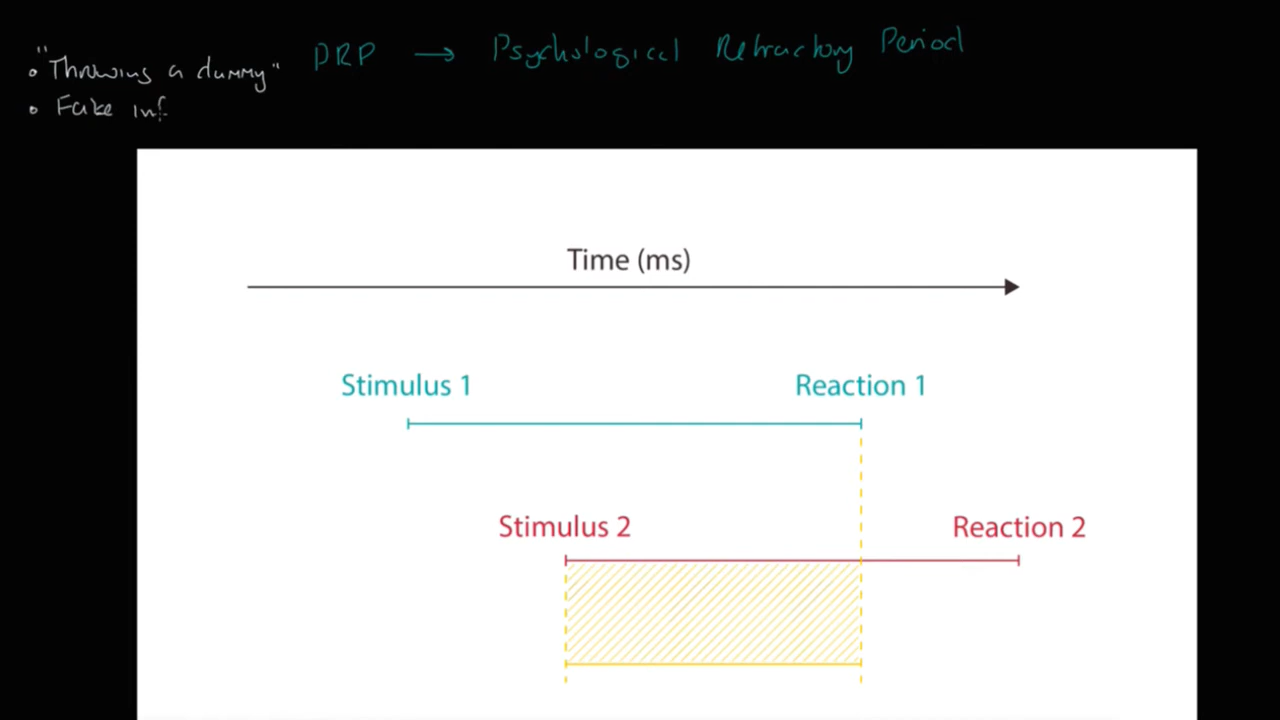 • "Throwing a dummy"
PRP → Psychological Refractory Period
• Fake inf
Time (ms)
Stimulus 1 Reaction 1
Stimulus 2 Reaction 2